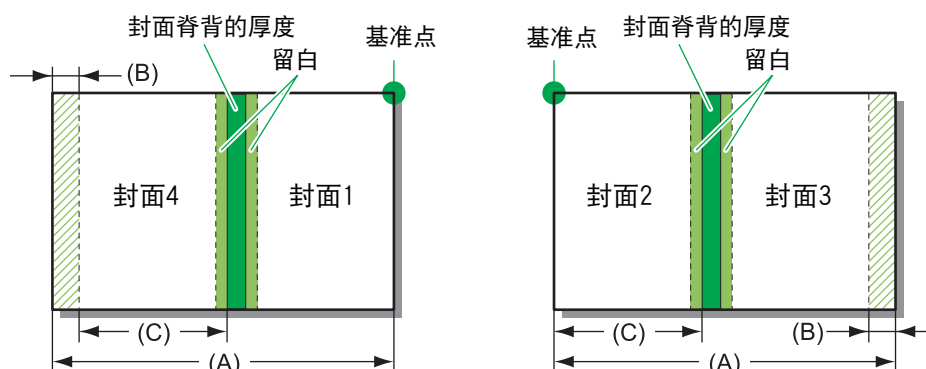 封面脊背的厚度
留白
基准点
(B)
封面4
封面1
(C)
(A)
封面脊背的厚度
基准点
留白
封面2
封面3
(C)
(B)
(A)